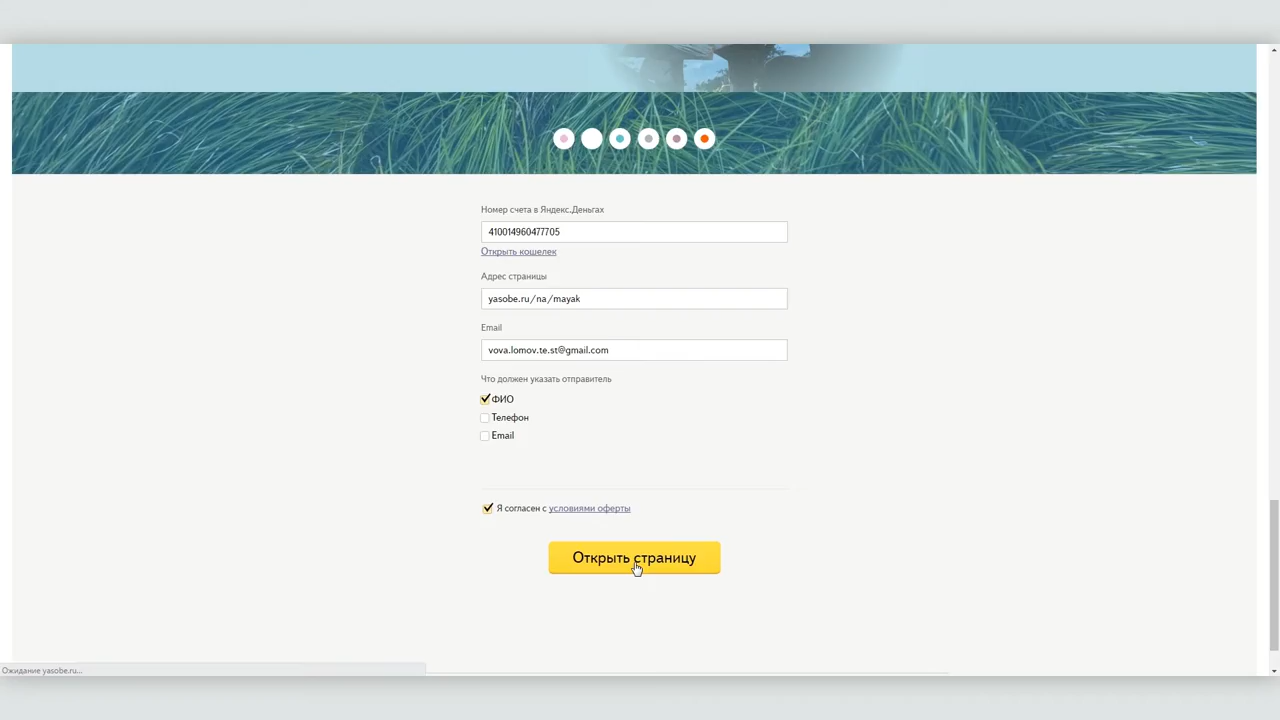 Номер счета в Яндекс.Деньгах
410014960477705
Открыть кошелек
Адрес страницы
yasobe.ru/na/mayak
Email
vova.lomov.te.st@gmail.com
Что должен указать отправитель
ФИО
Телефон
Email
Я согласен с условиями оферты
Открыть страницу
Ожидание yasobe.ru...